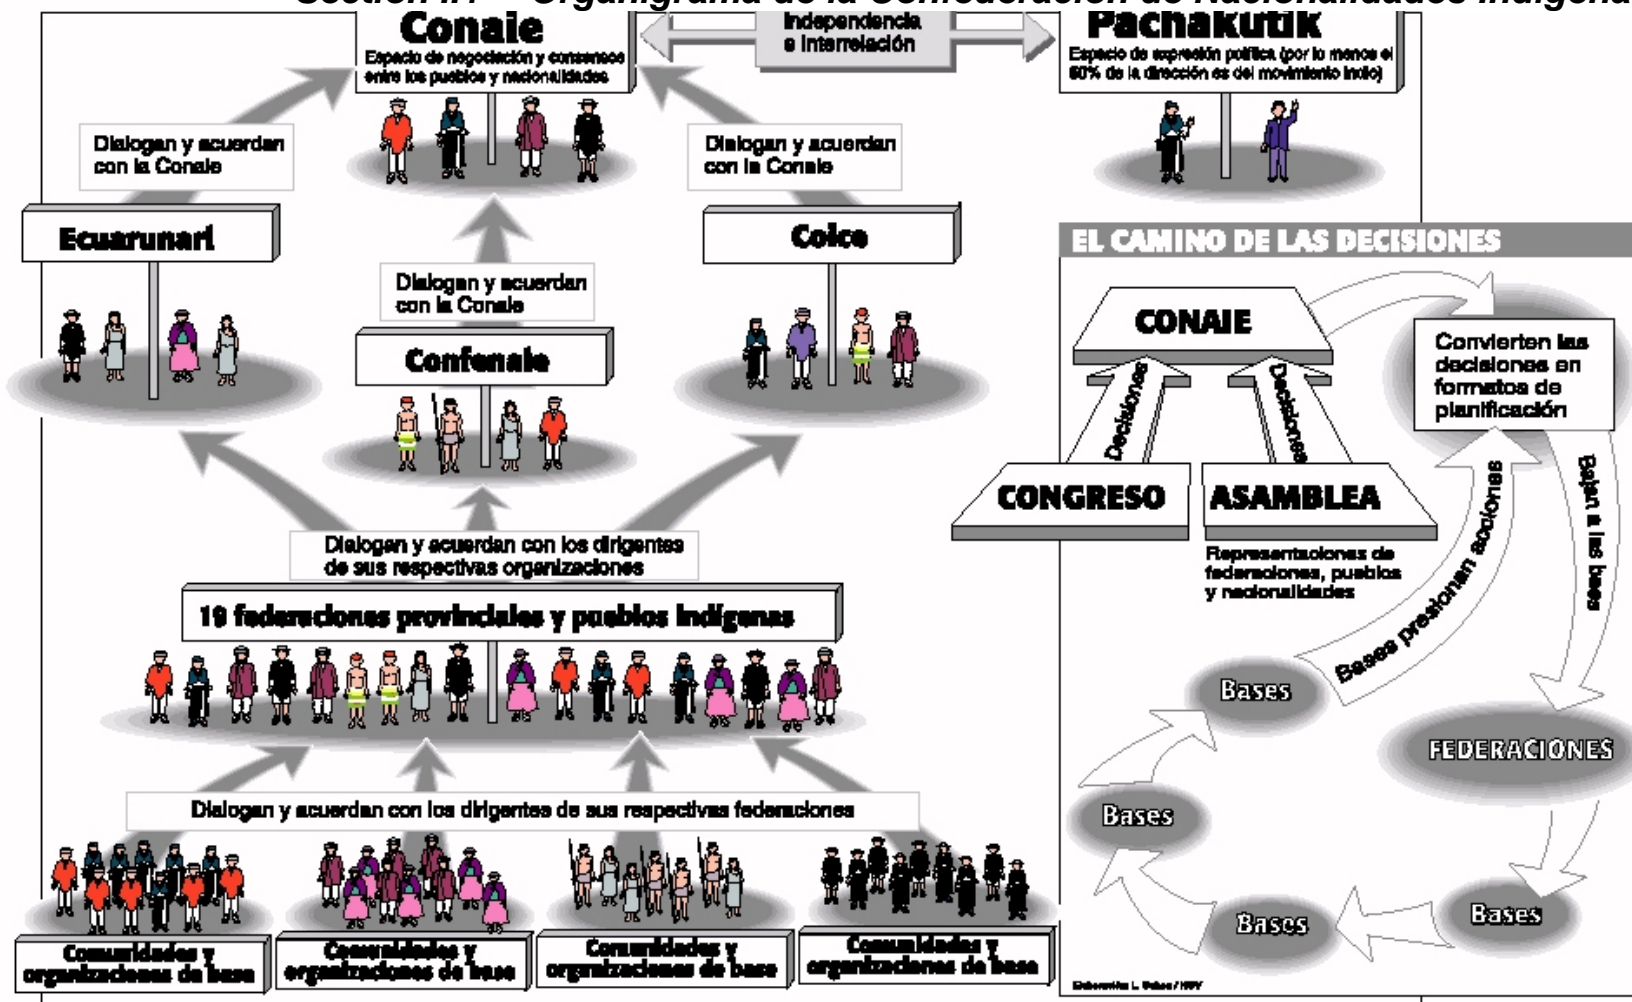 Organigrama de la Confederación de Nacionalidades Indígena
Conaie
Espacio de negociación y consensos
entre los pueblos y nacionalidades
Independencia
e interrelación
Pachakutik
Espacio de expresión política (por lo menos el
de la dirección es del movimiento indio)
Dialogan y acuerdan
con la Conaie
Dialogan y acuerdan
con la Conaie
Ecuarunari
Coice
Dialogan y acuerdan
con la Conaie
Confenaie
Dialogan y acuerdan con los dirigentes
de sus respectivas organizaciones
19 federaciones provinciales y pueblos indígenas
Dialogan y acuerdan con los dirigentes de sus respectivas federaciones
Comunidades y
organizaciones de base
Comunidades y
organizaciones de base
Comunidades y
organizaciones de base
Comunidades y
organizaciones de base
EL CAMINO DE LAS DECISIONES
CONAIE
Convierten las
decisiones en
formatos de
planificación
Decisiones
Decisiones
CONGRESO
ASAMBLEA
Representaciones de
federaciones, pueblos
y nacionalidades
Bases presionan acciones
Bajan a las bases
Bases
FEDERACIONES
Bases
Bases
Bases